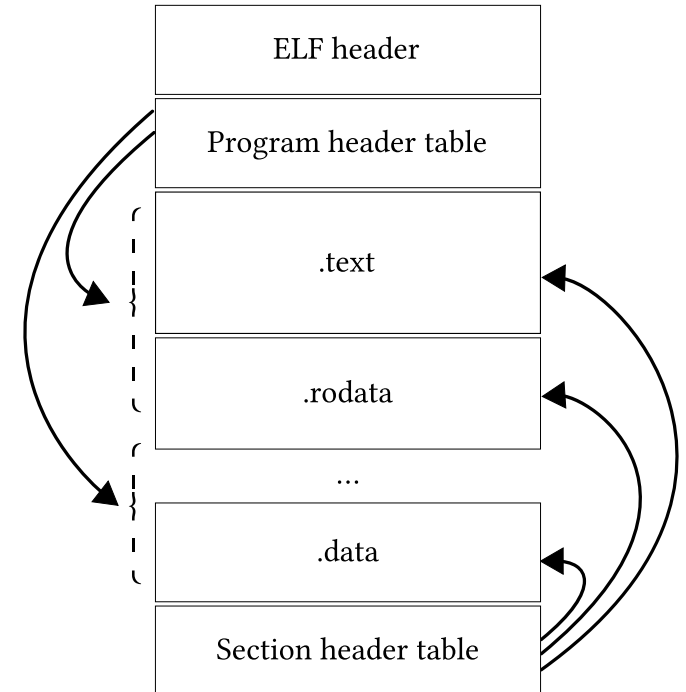 ELF header
Program header table
.text
.rodata
...
.data
Section header table